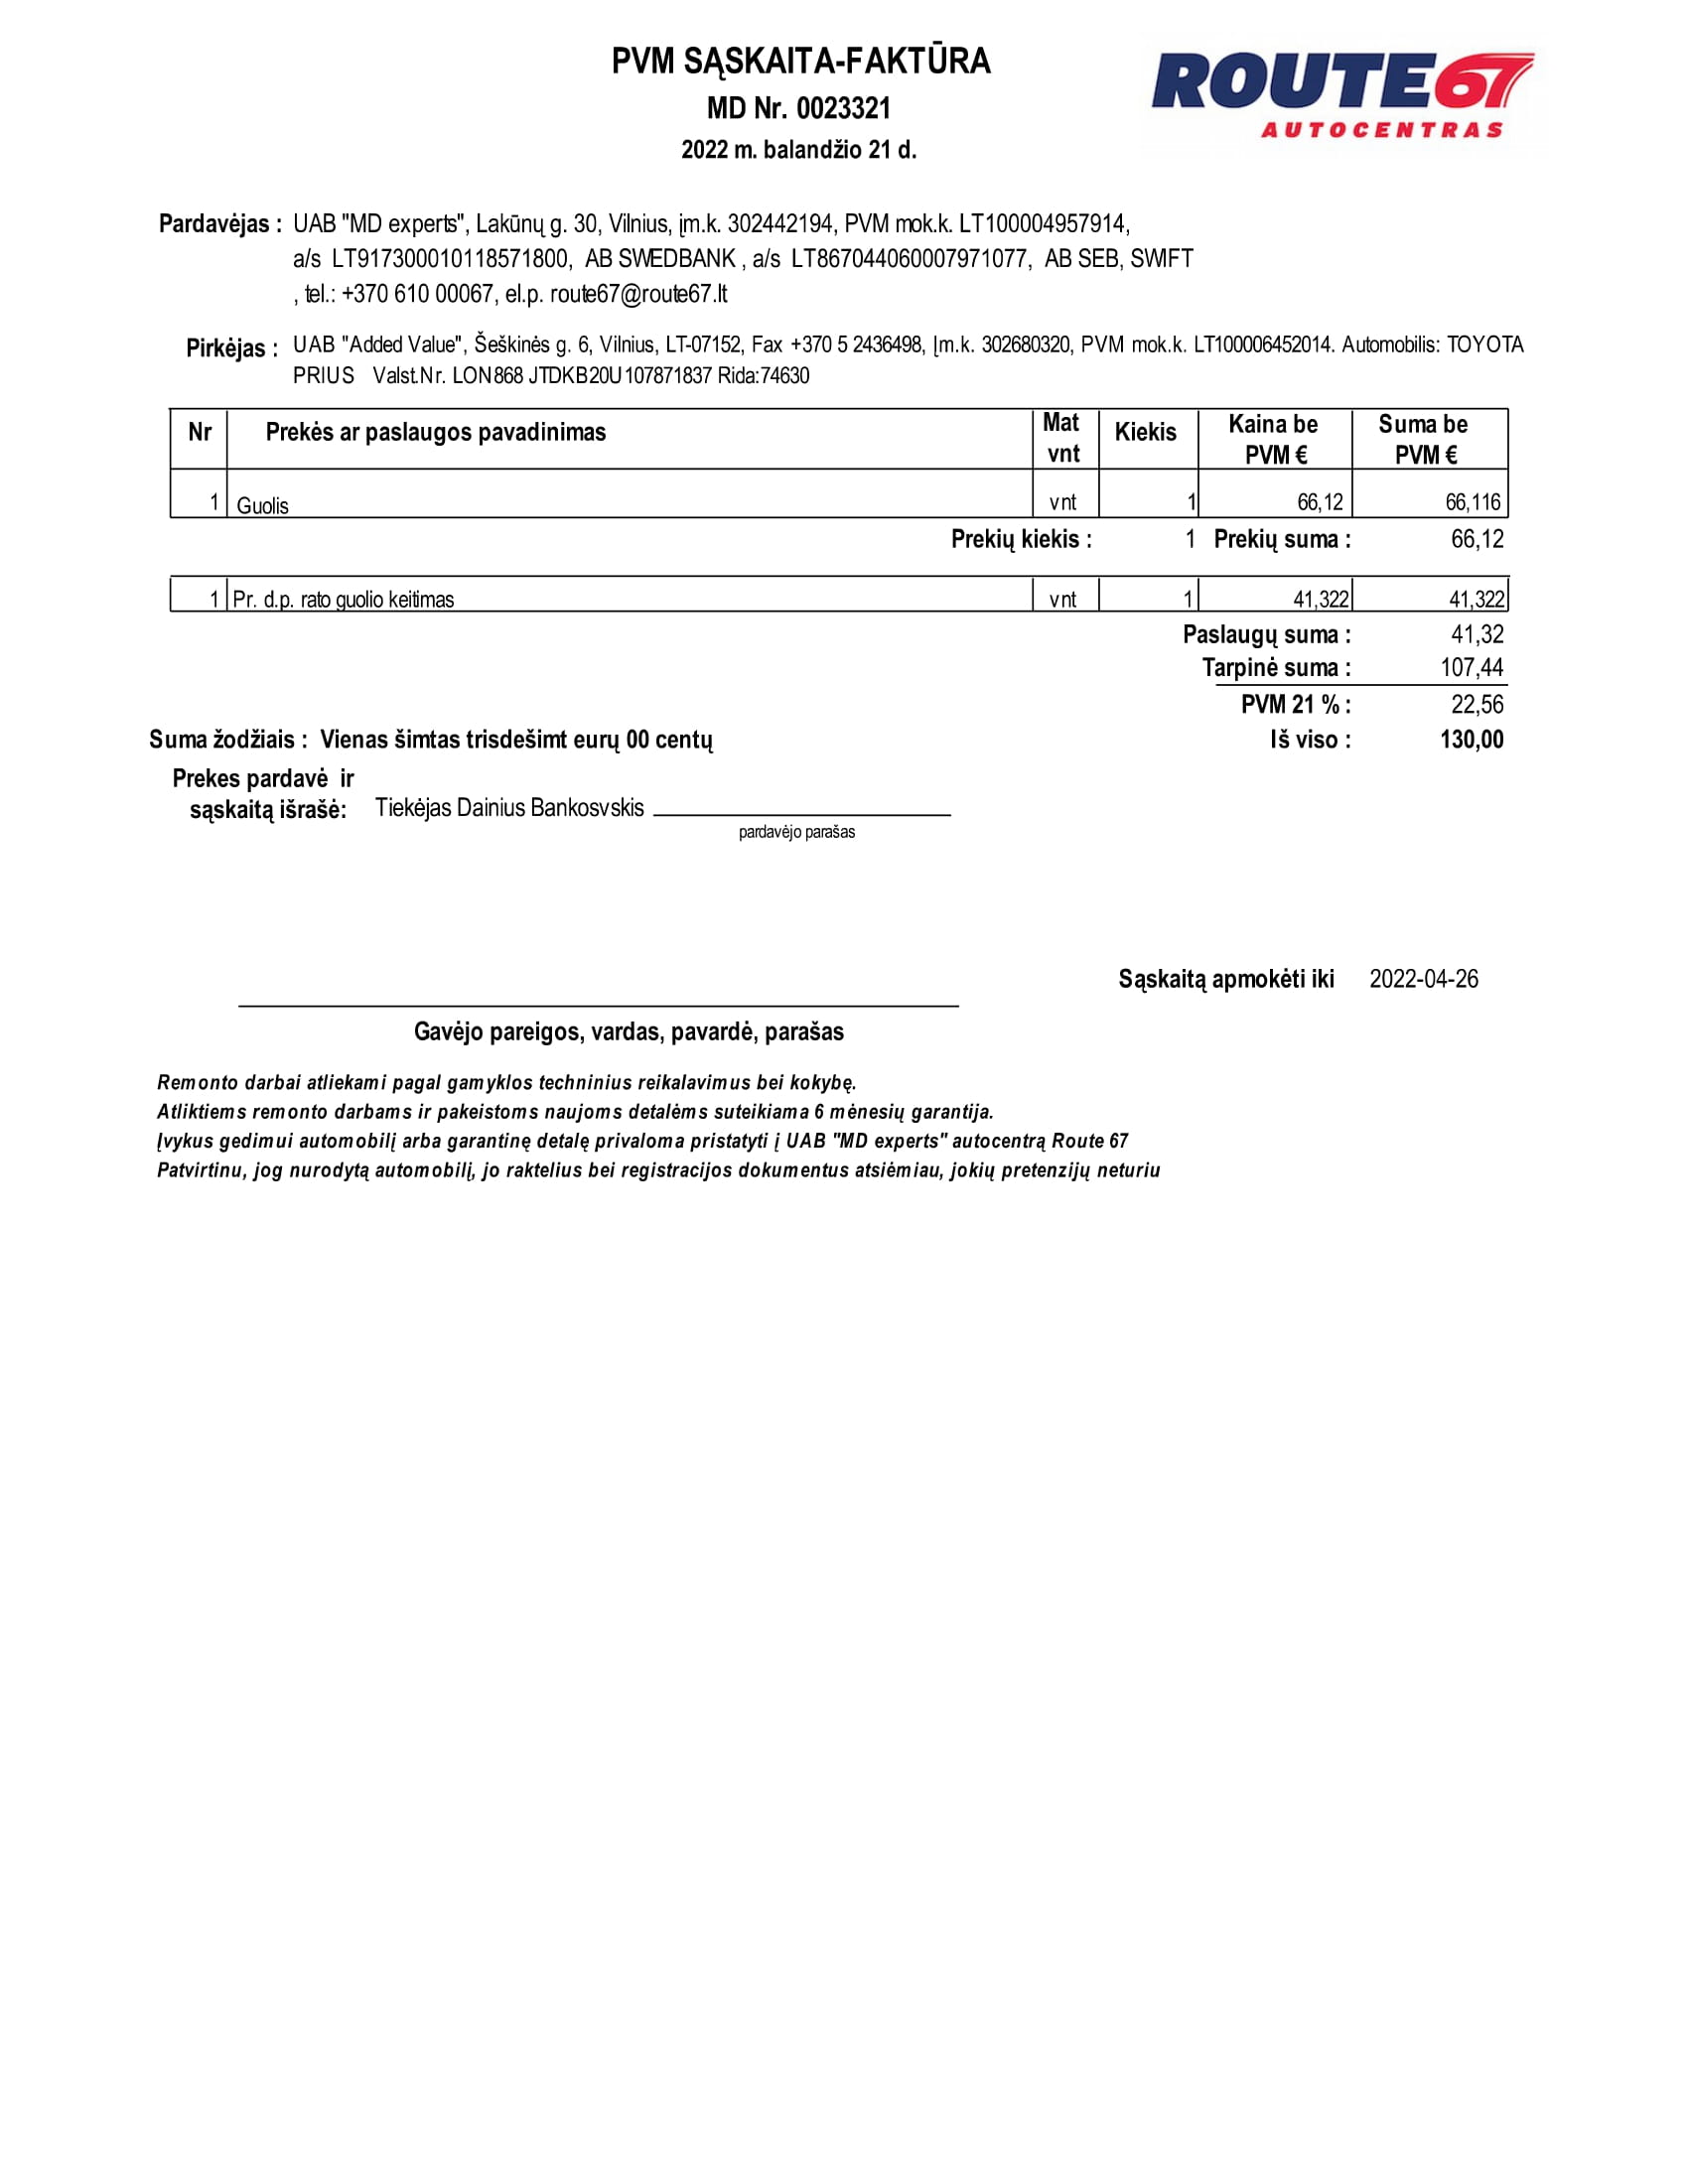 PVM SĄSKAITA-FAKTŪRA
MD Nr. 0023321
2022 m. balandžio 21 d.
ROUTE67
AUTOCENTRAS
Pardavėjas : UAB "MD experts", Lakūnų g. 30, Vilnius, įm.k. 302442194, PVM mok.k. LT100004957914,
a/s LT917300010118571800, AB SWEDBANK , a/s LT867044060007971077, AB SEB, SWIFT
, tel.: +370 610 00067, el.p. route67@route67.lt
Pirkėjas : UAB "Added Value", Šeškinės g. 6, Vilnius, LT-07152, Fax +370 5 2436498, Įm.k. 302680320, PVM mok.k. LT100006452014. Automobilis: TOYOTA
PRIUS Valst.Nr. LON868 JTDKB20U107871837 Rida:74630
Nr Prekės ar paslaugos pavadinimas Mat vnt Kiekis Kaina be PVM € Suma be PVM €
1 Guolis vnt 1 66,12 66,116
Prekių kiekis : 1 Prekių suma : 66,12
1 Pr. d.p. rato guolio keitimas vnt 1 41,322 41,322
Paslaugų suma : 41,32
Tarpinė suma : 107,44
PVM 21 % : 22,56
Suma žodžiais : Vienas šimtas trisdešimt eurų 00 centų Iš viso : 130,00
Prekes pardavė ir
sąskaitą išrašė: Tiekėjas Dainius Bankosvskis
pardavėjo parašas
Sąskaitą apmokėti iki 2022-04-26
Gavėjo pareigos, vardas, pavardė, parašas
Remonto darbai atliekami pagal gamyklos techninius reikalavimus bei kokybę.
Atliktiems remonto darbams ir pakeistoms naujoms detalėms suteikiama 6 mėnesių garantija.
Įvykus gedimui automobilį arba garantinę detalę privaloma pristatyti į UAB "MD experts" autocentrą Route 67
Patvirtinu, jog nurodytą automobilį, jo raktelius bei registracijos dokumentus atsiėmiau, jokių pretenzijų neturiu